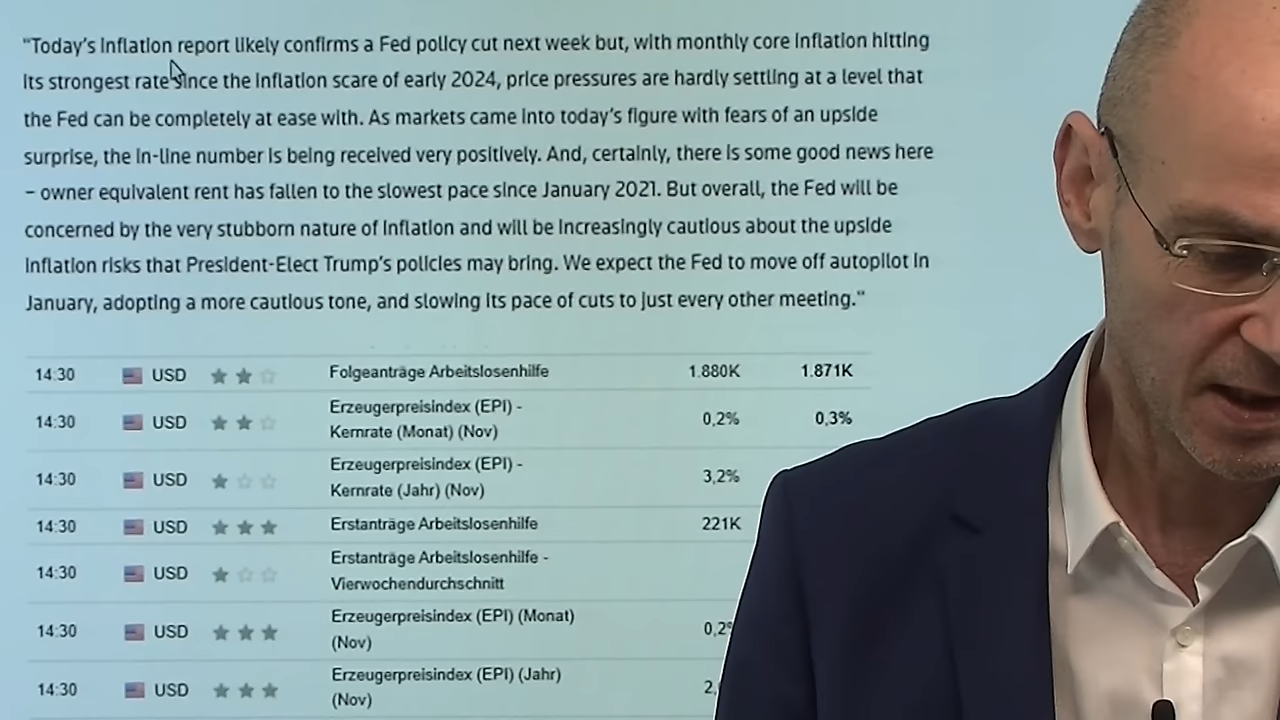 "Today's inflation report likely confirms a Fed policy cut next week but, with monthly core inflation hitting
its strongest rate since the inflation scare of early 2024, price pressures are hardly settling at a level that
the Fed can be completely at ease with. As markets came into today's figure with fears of an upside
surprise, the in-line number is being received very positively. And, certainly, there is some good news here
– owner equivalent rent has fallen to the slowest pace since January 2021. But overall, the Fed will be
concerned by the very stubborn nature of inflation and will be increasingly cautious about the upside
inflation risks that President-Elect Trump's policies may bring. We expect the Fed to move off autopilot in
January, adopting a more cautious tone, and slowing its pace of cuts to just every other meeting."
14:30 USD Folgeanträge Arbeitslosenhilfe 1.880K 1.871K
14:30 USD Erzeugerpreisindex (EPI) - 0,2% 0,3%
Kernrate (Monat) (Nov)
14:30 USD Erzeugerpreisindex (EPI) - 3,2%
Kernrate (Jahr) (Nov)
14:30 USD Erstanträge Arbeitslosenhilfe 221K
14:30 USD Erstanträge Arbeitslosenhilfe -
Vierwochendurchschnitt
14:30 USD Erzeugerpreisindex (EPI) (Monat) 0,2
(Nov)
14:30 USD Erzeugerpreisindex (EPI) (Jahr) 2,
(Nov)